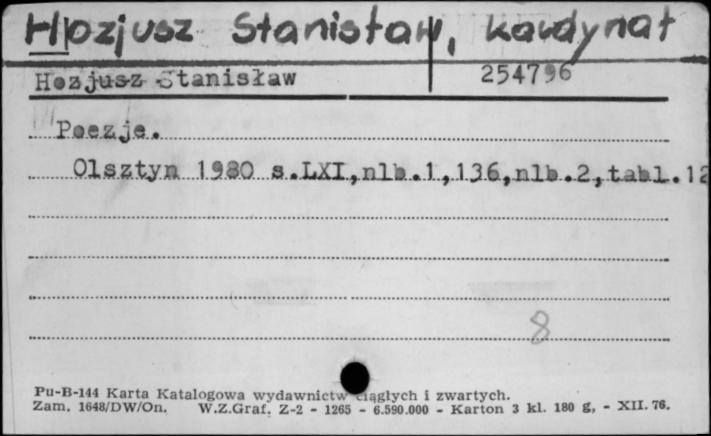 Hozjusz Stanisław, kardynał
Hozjusz Stanisław 254796
Poezje.
Olsztyn 1980 s.LXI,nlb.1,136,nlb.2,tabl.12
8
Pu-B-144 Karta Katalogowa wydawnictw ciągłych i zwartych.
Zam. 1648/DW/On. W.Z.Graf. Z-2 - 1265 - 6.590.000 - Karton 3 kl. 180 g, - XII. 76.